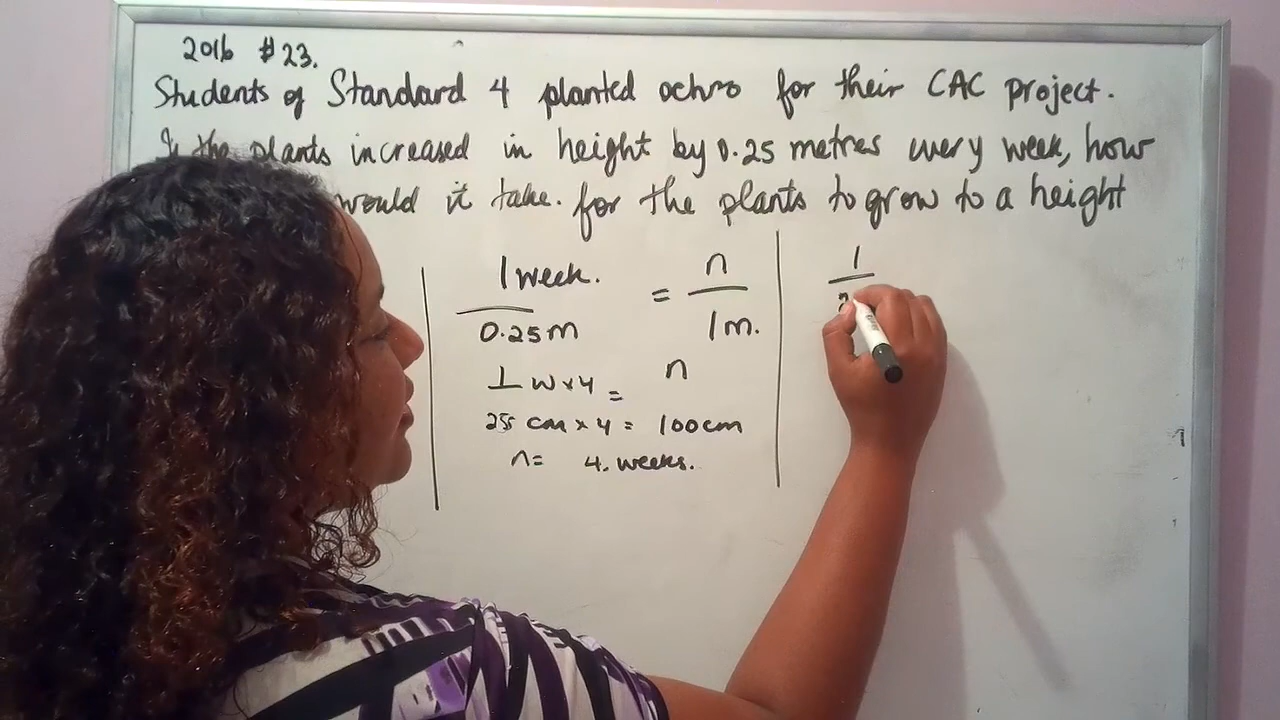 2016 #23.
Students of Standard 4 planted ochro for their CAC project.
If the plants increased in height by 0.25 metres every week, how
would it take. for the plants to grow to a height
1 week. = n
0.25m 1m.
1 w x 4 = n
25 cm x 4 = 100cm
n= 4. weeks.
1